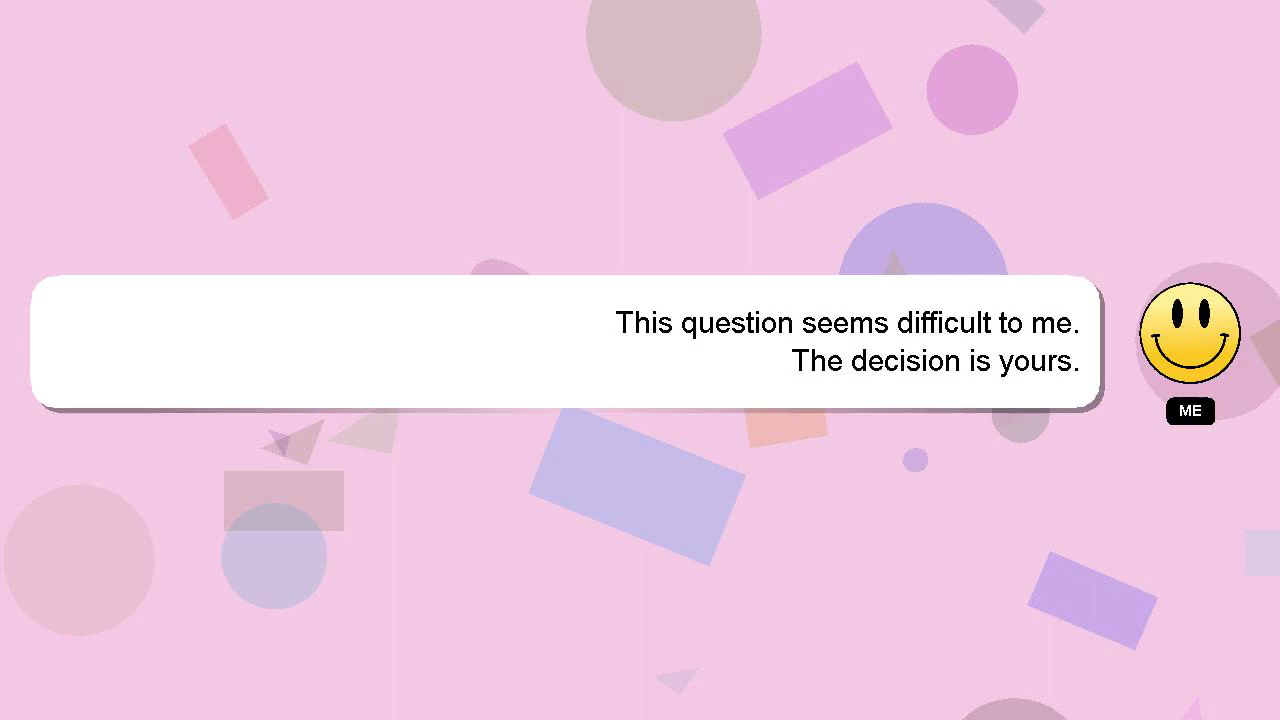 This question seems difficult to me.
The decision is yours.
ME